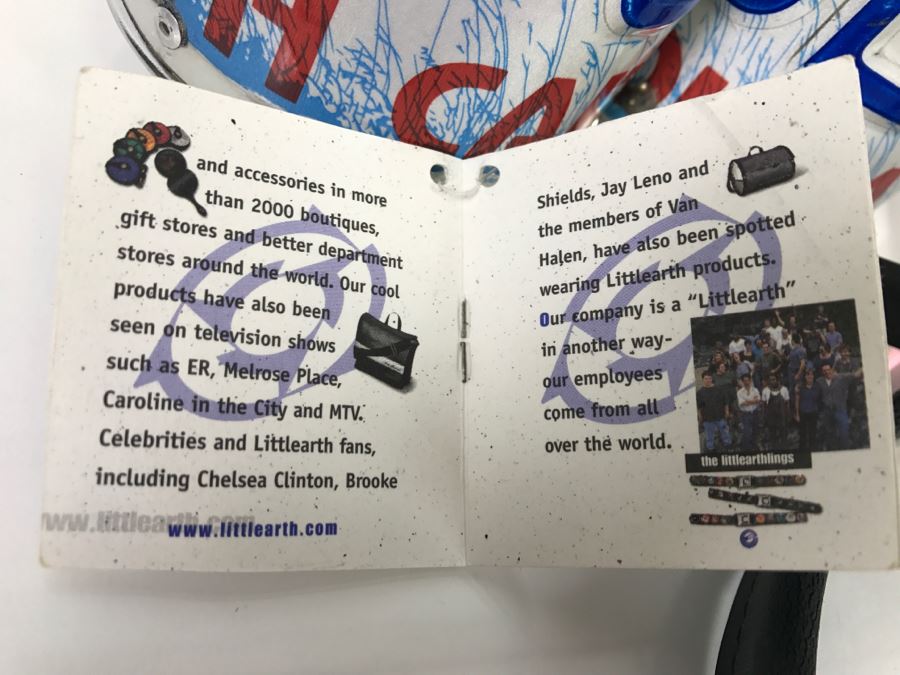 and accessories in more
than 2000 boutiques,
gift stores and better department
stores around the world. Our cool
products have also been
seen on television shows
such as ER, Melrose Place,
Caroline in the City and MTV.
Celebrities and Littlearth fans,
including Chelsea Clinton, Brooke
www.littlearth.com
www.littlearth.com
Shields, Jay Leno and
the members of Van
Halen, have also been spotted
wearing Littlearth products.
Our company is a “Littlearth”
in another way-
our employees
come from all
over the world.
the littlearthlings